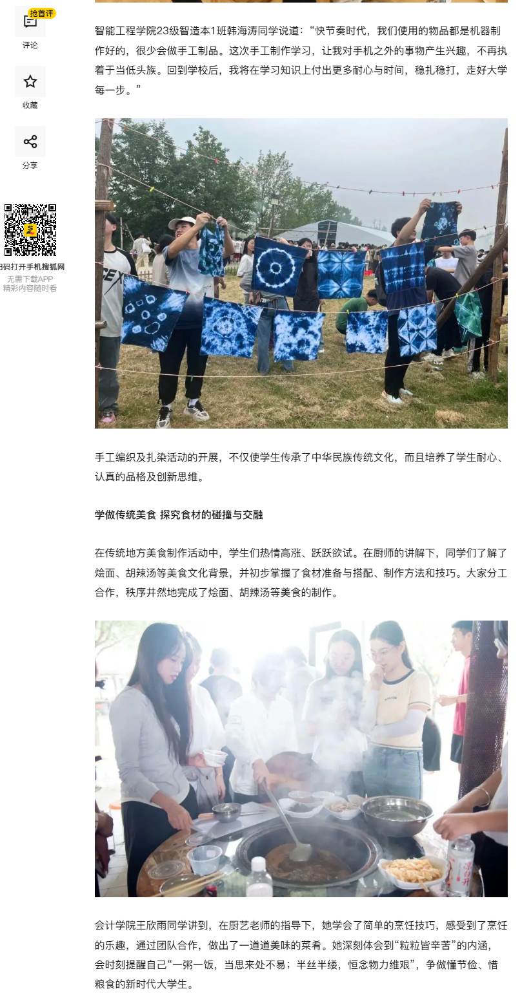 抢首评
评论
收藏
分享
码打开手机搜狐网
无需下载APP
精彩内容随时看
智能工程学院23级智造本1班韩海涛同学说道：“快节奏时代，我们使用的物品都是机器制
作好的，很少会做手工制品。这次手工制作学习，让我对手机之外的事物产生兴趣，不再执
着于当低头族。回到学校后，我将在学习知识上付出更多耐心与时间，稳扎稳打，走好大学
每一步。”
手工编织及扎染活动的开展，不仅使学生传承了中华民族传统文化，而且培养了学生耐心、
认真的品格及创新思维。
学做传统美食 探究食材的碰撞与交融
在传统地方美食制作活动中，学生们热情高涨、跃跃欲试。在厨师的讲解下，同学们了解了
烩面、胡辣汤等美食文化背景，并初步掌握了食材准备与搭配、制作方法和技巧。大家分工
合作，秩序井然地完成了烩面、胡辣汤等美食的制作。
凉白开
会计学院王欣雨同学讲到，在厨艺老师的指导下，她学会了简单的烹饪技巧，感受到了烹饪
的乐趣，通过团队合作，做出了一道道美味的菜肴。她深刻体会到“粒粒皆辛苦”的内涵，
会时刻提醒自己“一粥一饭，当思来处不易；半丝半缕，恒念物力维艰”，争做懂节俭、惜
粮食的新时代大学生。